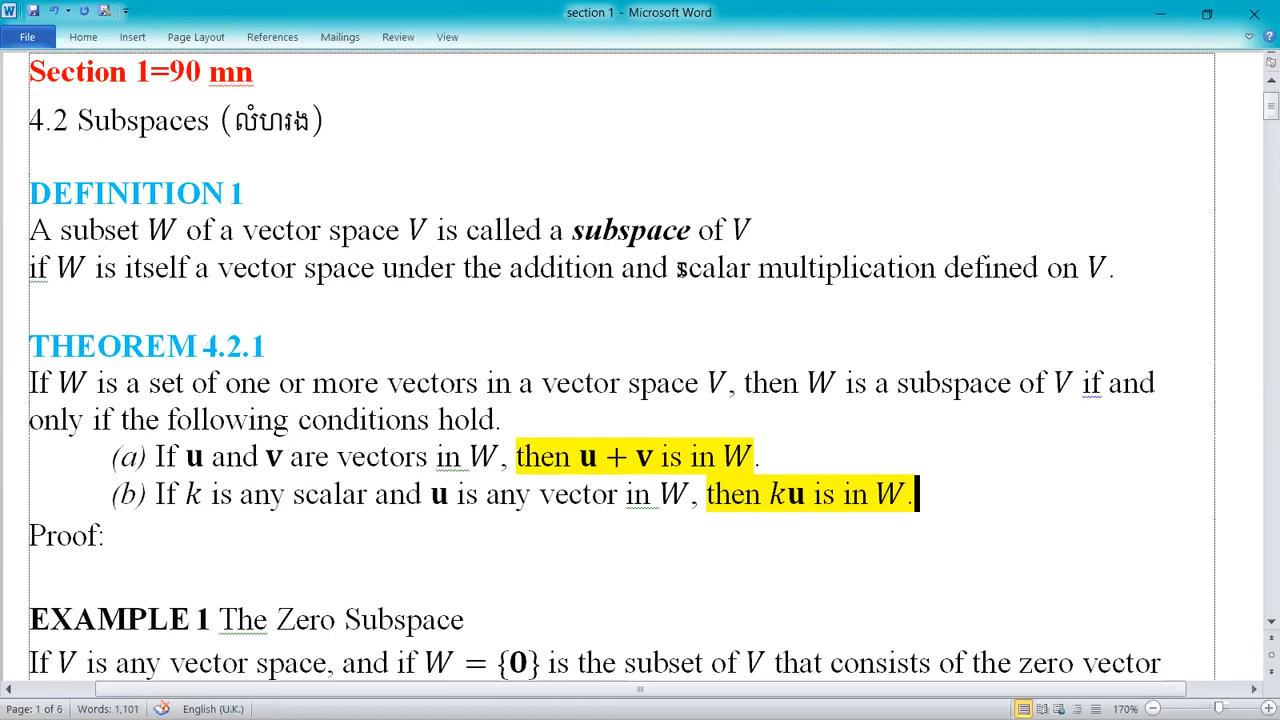 section 1 - Microsoft Word
File Home Insert Page Layout References Mailings Review View
Section 1=90 mn
4.2 Subspaces (លំហរង)
DEFINITION 1
A subset W of a vector space V is called a subspace of V
if W is itself a vector space under the addition and scalar multiplication defined on V.
THEOREM 4.2.1
If W is a set of one or more vectors in a vector space V, then W is a subspace of V if and
only if the following conditions hold.
(a) If u and v are vectors in W, then u + v is in W.
(b) If k is any scalar and u is any vector in W, then ku is in W.
Proof:
EXAMPLE 1 The Zero Subspace
If V is any vector space, and if W = {0} is the subset of V that consists of the zero vector
Page: 1 of 6 Words: 1,101 English (U.K.) 170%